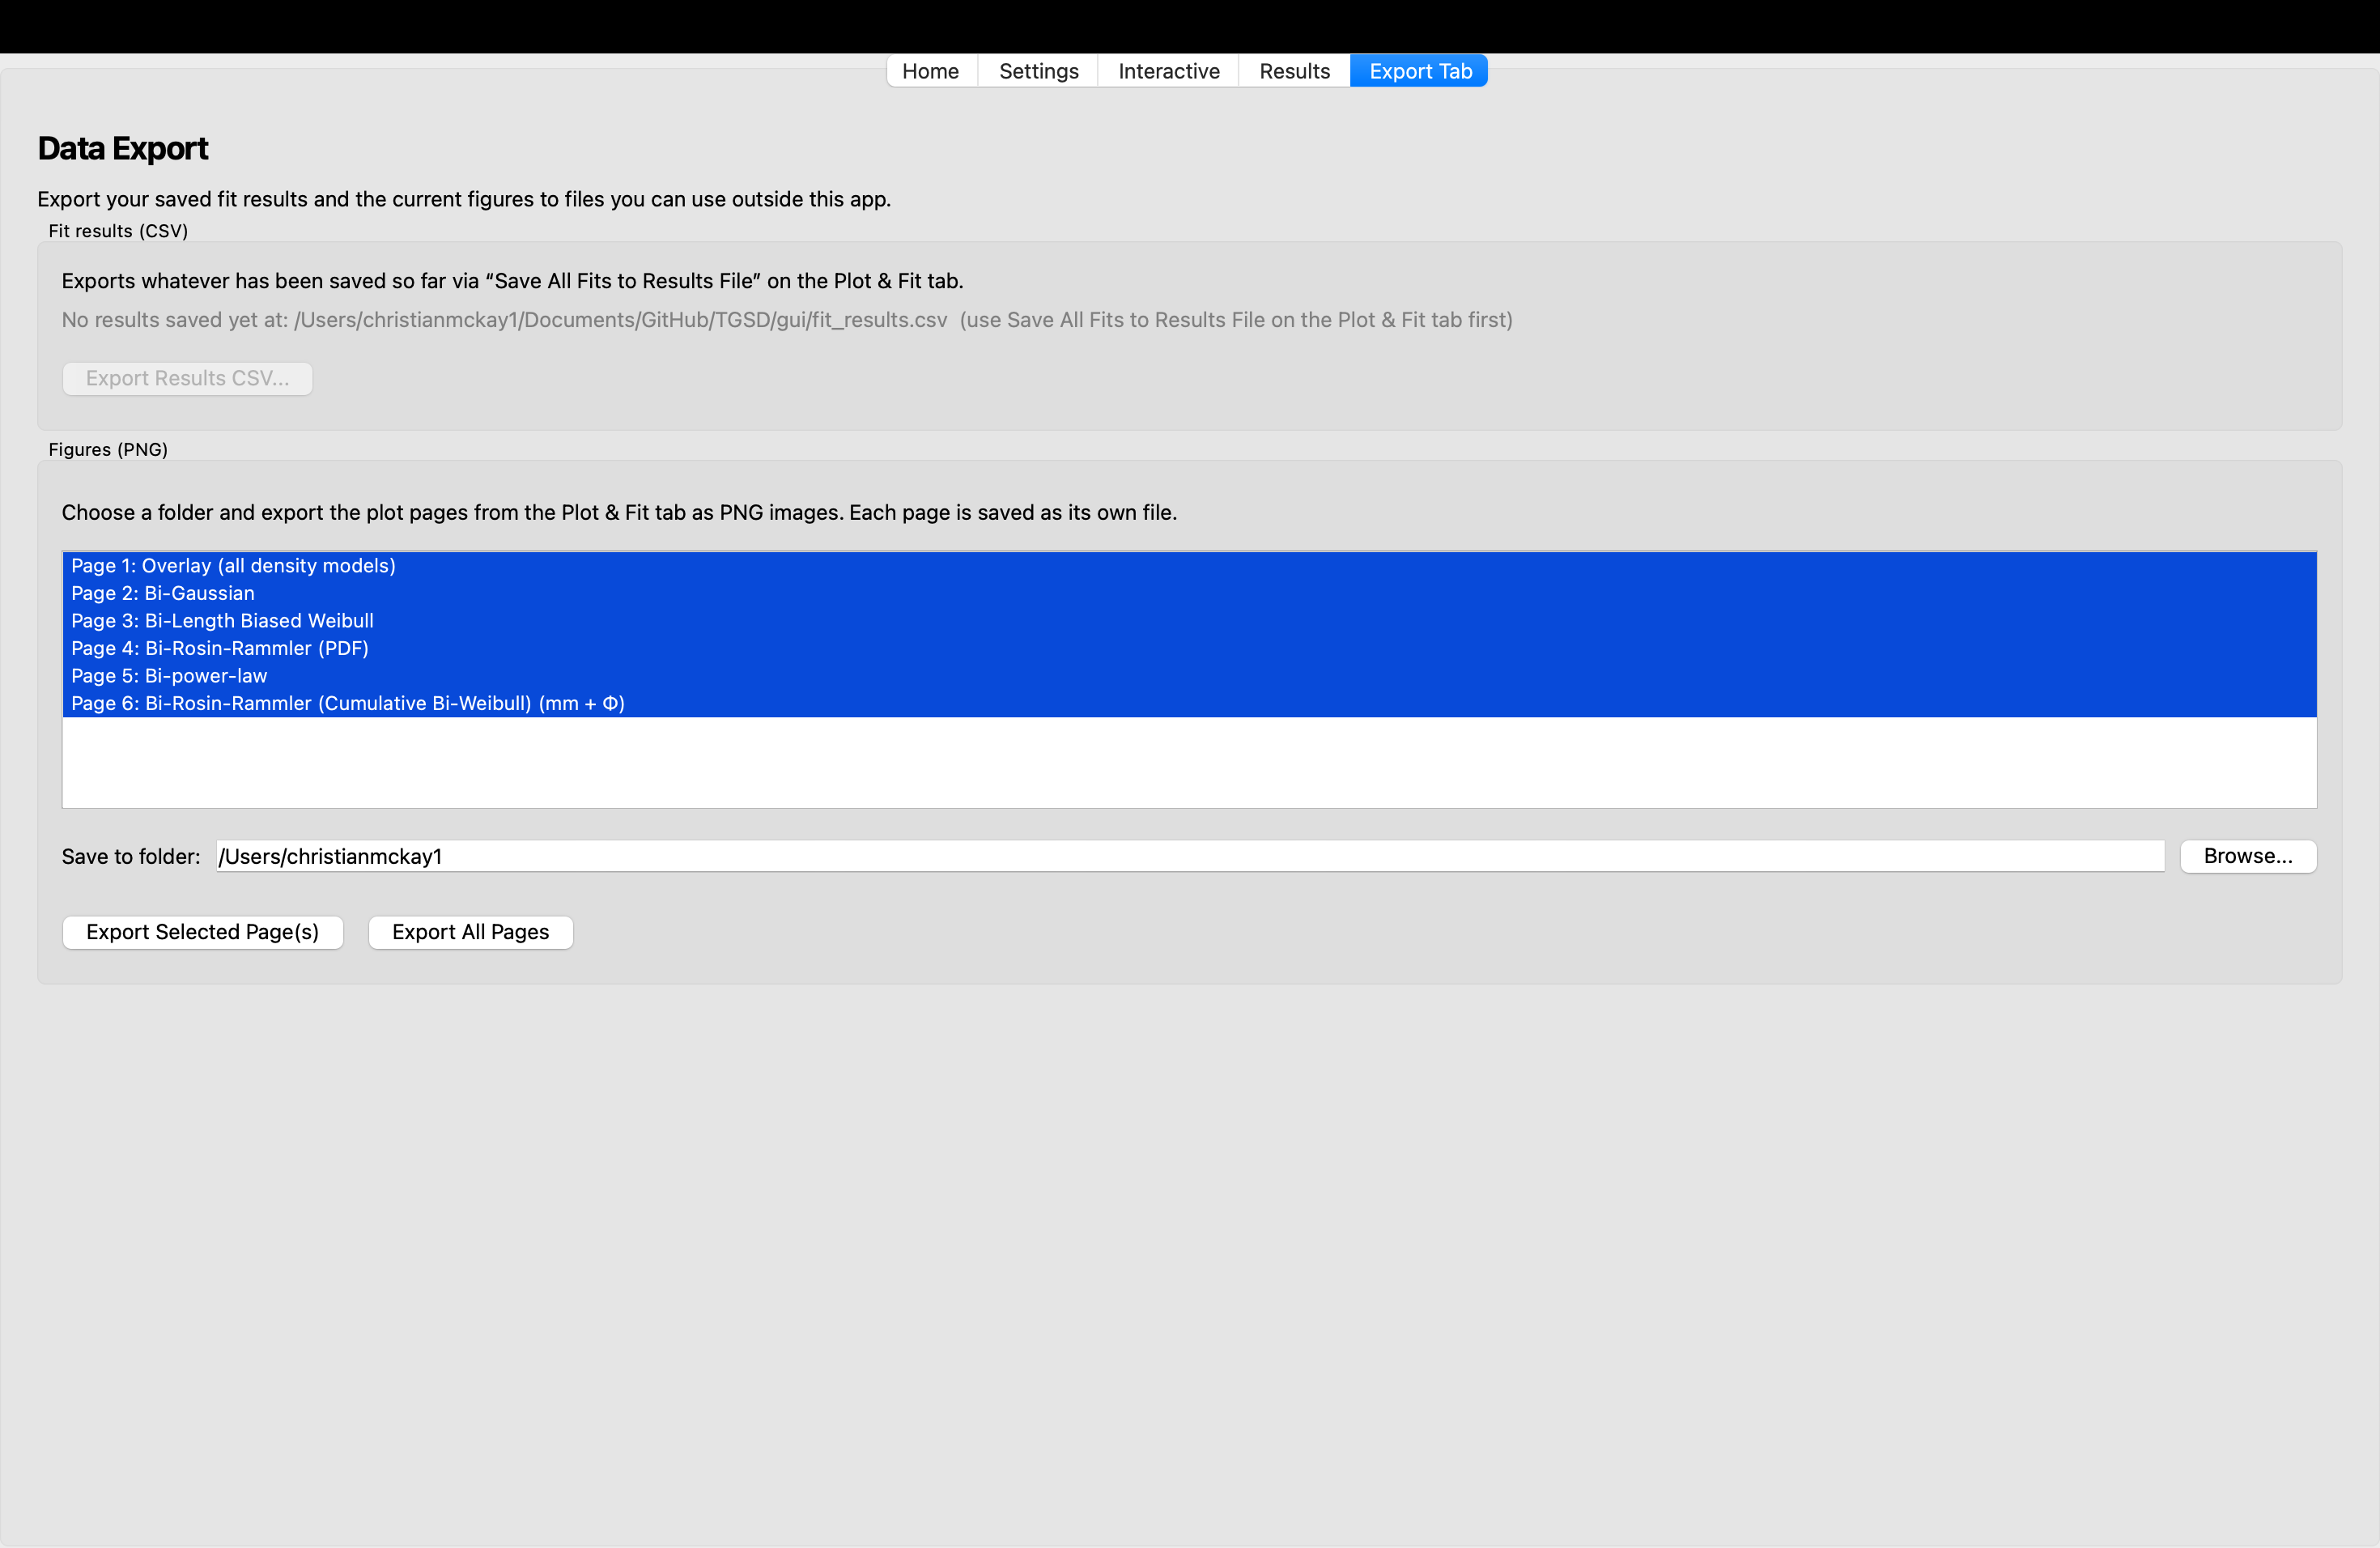 Home Settings Interactive Results Export Tab
Data Export
Export your saved fit results and the current figures to files you can use outside this app.
Fit results (CSV)
Exports whatever has been saved so far via “Save All Fits to Results File” on the Plot & Fit tab.
No results saved yet at: /Users/christianmckay1/Documents/GitHub/TGSD/gui/fit_results.csv  (use Save All Fits to Results File on the Plot & Fit tab first)
Export Results CSV...
Figures (PNG)
Choose a folder and export the plot pages from the Plot & Fit tab as PNG images. Each page is saved as its own file.
Page 1: Overlay (all density models)
Page 2: Bi-Gaussian
Page 3: Bi-Length Biased Weibull
Page 4: Bi-Rosin-Rammler (PDF)
Page 5: Bi-power-law
Page 6: Bi-Rosin-Rammler (Cumulative Bi-Weibull) (mm + Φ)
Save to folder: /Users/christianmckay1 Browse...
Export Selected Page(s) Export All Pages